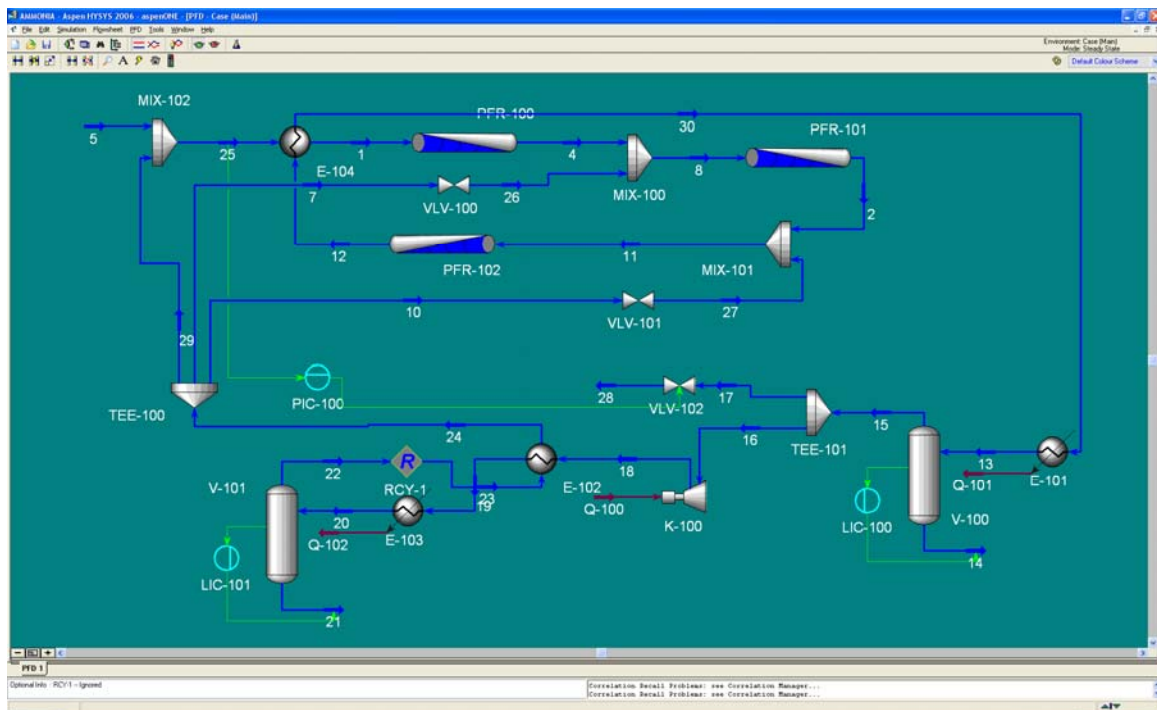 AMMONIA - Aspen HYSYS 2006 - aspenONE - [PFD - Case (Main)]
File Edit Simulation Flowsheet PFD Tools Window Help
Environment: Case (Main)
Mode: Steady State
Default Colour Scheme
MIX-102
PFR-100
30
PFR-101
5
25
1
4
E-104
8
7
26
MIX-100
VLV-100
2
12
11
PFR-102
MIX-101
10
27
VLV-101
29
PIC-100
28
17
VLV-102
TEE-100
15
24
16
TEE-101
22
18
13
V-101
R
E-101
RCY-1
23
19
E-102
Q-101
20
Q-100
LIC-100
V-100
Q-102
E-103
K-100
14
LIC-101
21
PFD 1
Optional Info - RCY-1 -- Ignored
Correlation Recall Problems: see Correlation Manager...
Correlation Recall Problems: see Correlation Manager...